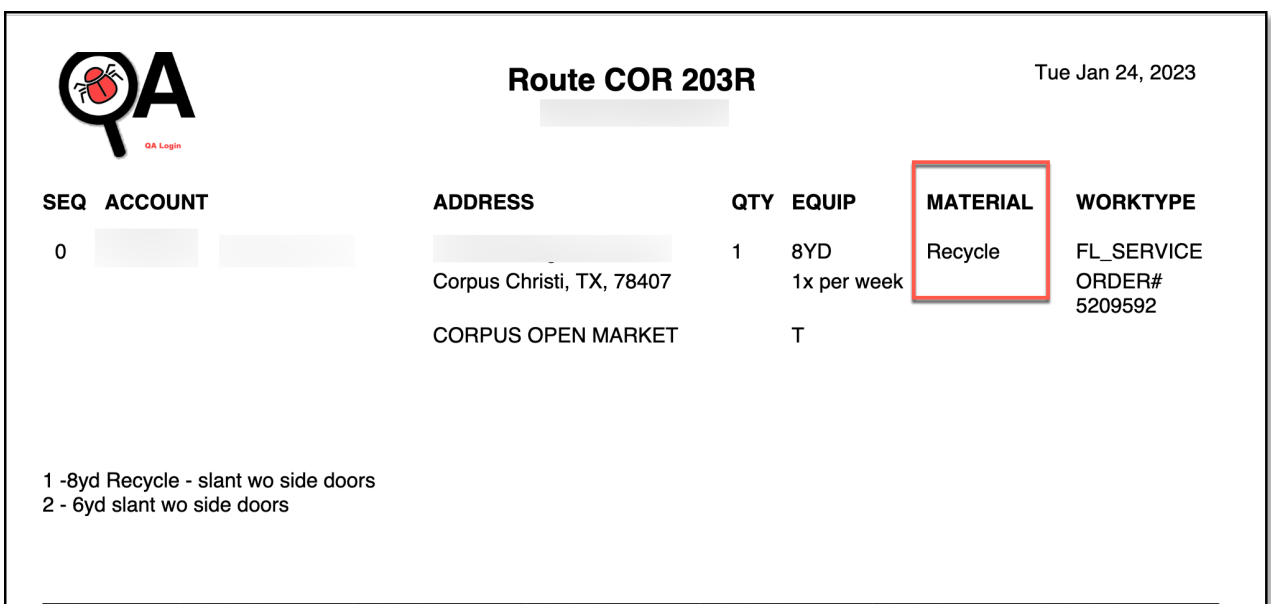 QA
QA Login
Route COR 203R
Tue Jan 24, 2023
SEQ ACCOUNT ADDRESS QTY EQUIP MATERIAL WORKTYPE
0 1 8YD Recycle FL_SERVICE
Corpus Christi, TX, 78407 1x per week ORDER#
5209592
CORPUS OPEN MARKET T
1 -8yd Recycle - slant wo side doors
2 - 6yd slant wo side doors